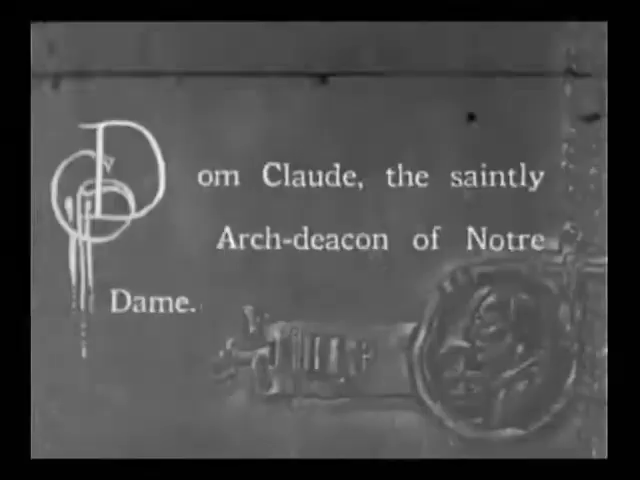 Dom Claude, the saintly
Arch-deacon of Notre
Dame.